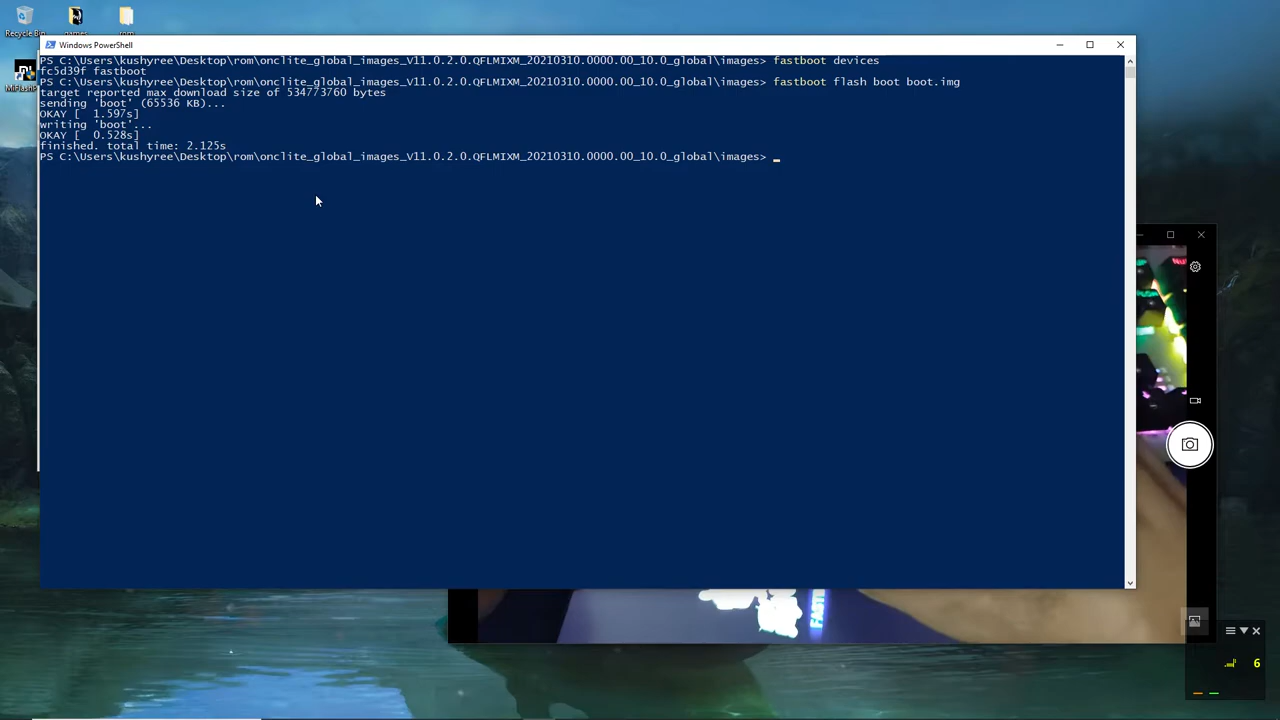 Recycle Bin
games
rom
Windows PowerShell
PS C:\Users\kushyree\Desktop\rom\onclite_global_images_V11.0.2.0.QFLMIXM_20210310.0000.00_10.0_global\images> fastboot devices
fc5d39f fastboot
PS C:\Users\kushyree\Desktop\rom\onclite_global_images_V11.0.2.0.QFLMIXM_20210310.0000.00_10.0_global\images> fastboot flash boot boot.img
target reported max download size of 534773760 bytes
sending 'boot' (65536 KB)...
OKAY [  1.597s]
writing 'boot'...
OKAY [  0.528s]
finished. total time: 2.125s
PS C:\Users\kushyree\Desktop\rom\onclite_global_images_V11.0.2.0.QFLMIXM_20210310.0000.00_10.0_global\images> _
6